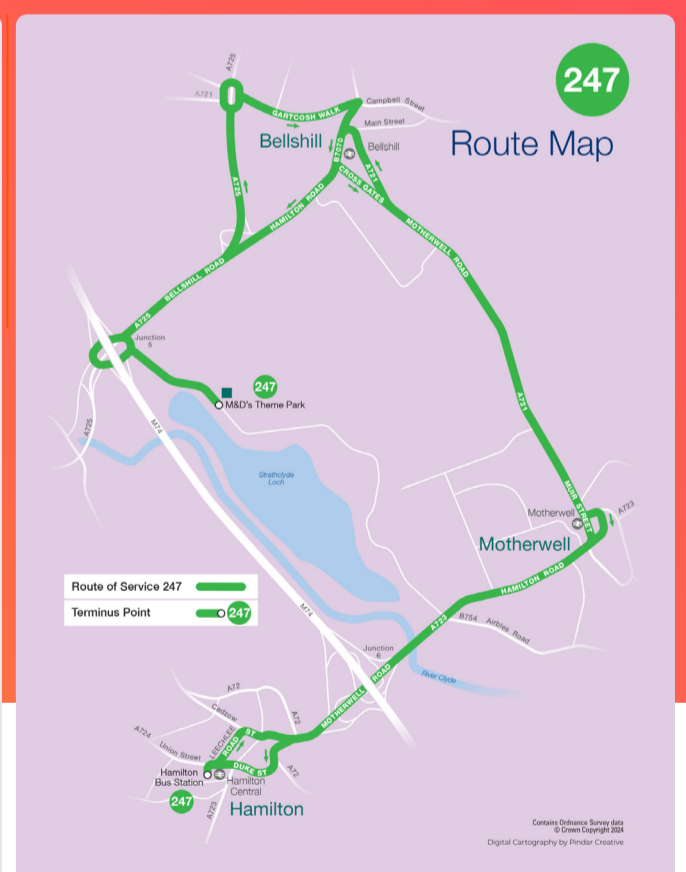 247
Route Map
A725
A721
GARTCOSH WALK
Campbell Street
Main Street
Bellshill
B7070
Bellshill
A721
CROSS GATES
A725
HAMILTON ROAD
MOTHERWELL ROAD
BELLSHILL ROAD
A725
Junction
5
247
M&D's Theme Park
A721
A725
M74
Strathclyde
Loch
MUIR STREET
Motherwell
A723
Motherwell
HAMILTON ROAD
Route of Service 247
Terminus Point
247
M74
A723
B754 Airbles Road
Junction
6
River Clyde
MOTHERWELL ROAD
A72
Cadzow
ST
A72
A724
Union Street
LEECHLEE
ROAD
DUKE ST
A72
Hamilton
Bus Station
Hamilton
Central
247
A723
Hamilton
Contains Ordnance Survey data
© Crown Copyright 2024
Digital Cartography by Pindar Creative